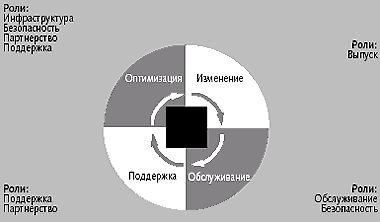 Роли:
Инфраструктура
Безопасность
Партнерство
Поддержка
Роли:
Выпуск
Оптимизация
Изменение
Поддержка
Обслуживание
Роли:
Поддержка
Партнерство
Роли:
Обслуживание
Безопасность